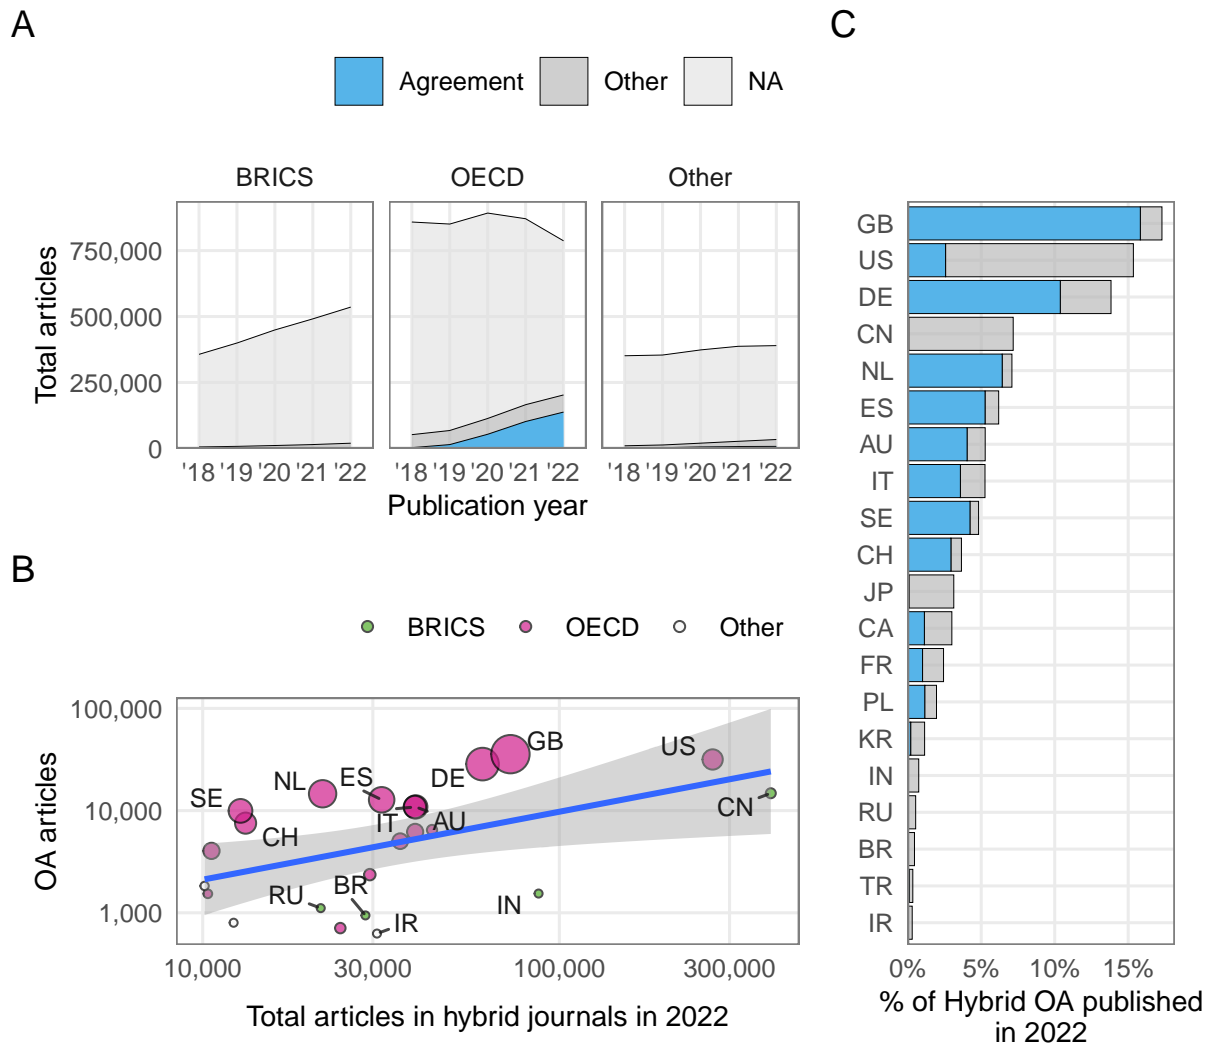 A
Agreement Other NA
BRICS OECD Other
Total articles
750,000
500,000
250,000
0
'18 '19 '20 '21 '22 '18 '19 '20 '21 '22 '18 '19 '20 '21 '22
Publication year
B
BRICS OECD Other
OA articles
100,000
10,000
1,000
GB
US
DE
ES
NL
SE
CN
IT
AU
CH
BR
RU
IN
IR
10,000 30,000 100,000 300,000
Total articles in hybrid journals in 2022
C
GB
US
DE
CN
NL
ES
AU
IT
SE
CH
JP
CA
FR
PL
KR
IN
RU
BR
TR
IR
0% 5% 10% 15%
% of Hybrid OA published
in 2022